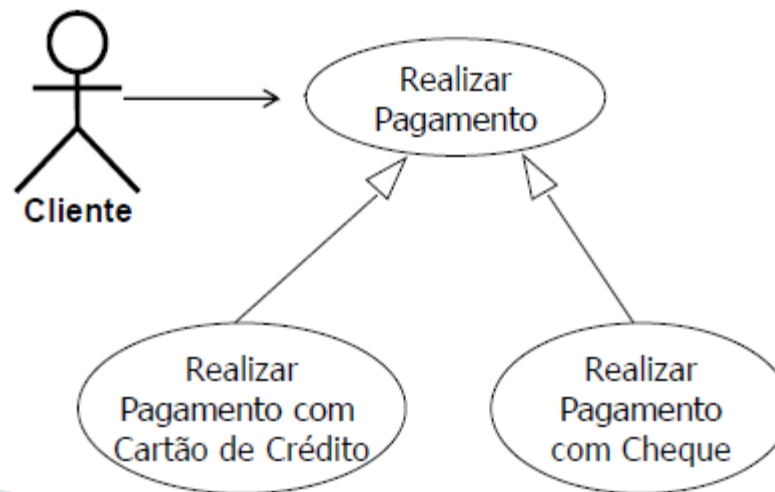 Realizar
Pagamento
Cliente
Realizar
Pagamento com
Cartão de Crédito
Realizar
Pagamento
com Cheque